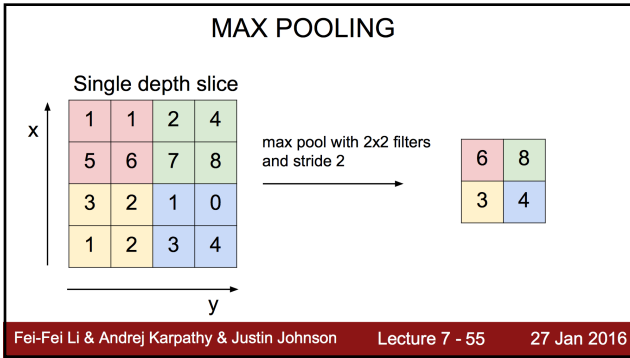 MAX POOLING
Single depth slice
x
1 1 2 4
5 6 7 8
3 2 1 0
1 2 3 4
y
max pool with 2x2 filters
and stride 2
6 8
3 4
Fei-Fei Li & Andrej Karpathy & Justin Johnson Lecture 7 - 55 27 Jan 2016